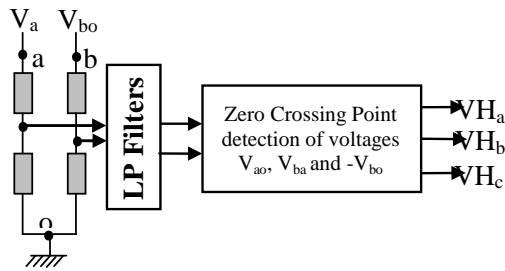 Va Vbo
a b
LP Filters
Zero Crossing Point
detection of voltages
Vao, Vba and -Vbo
VHa
VHb
VHc
o